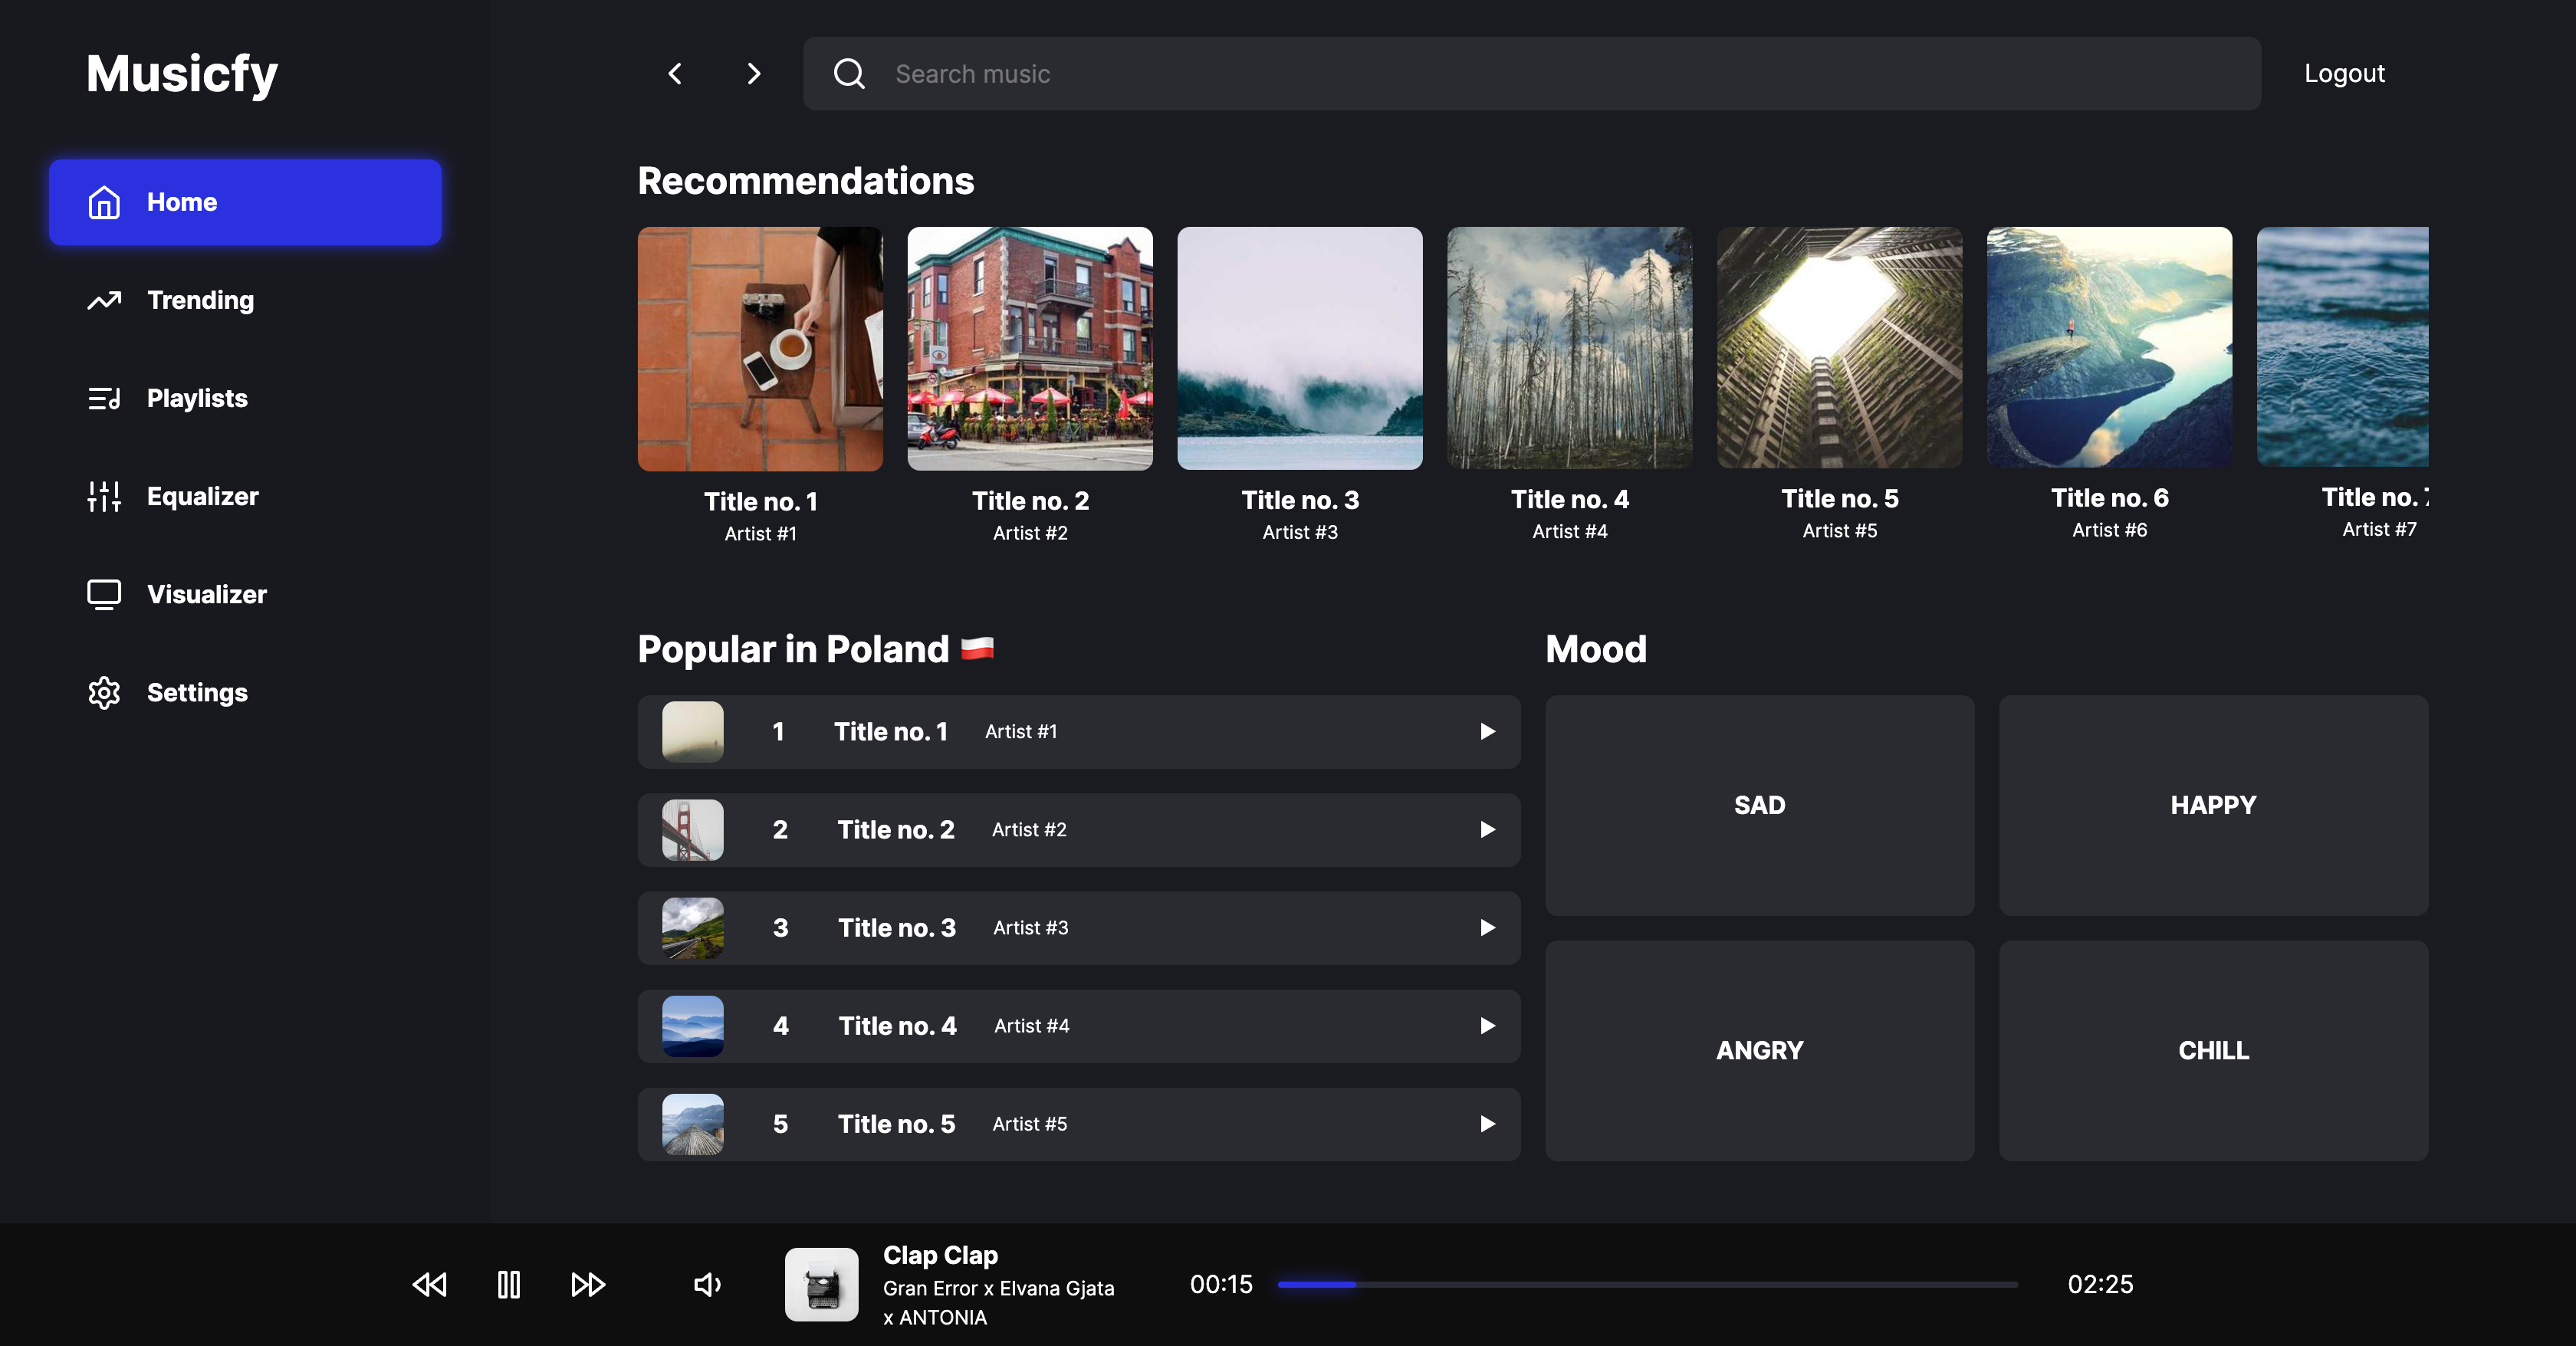 Musicfy
Search music
Logout
Home
Trending
Playlists
Equalizer
Visualizer
Settings
Recommendations
Title no. 1
Artist #1
Title no. 2
Artist #2
Title no. 3
Artist #3
Title no. 4
Artist #4
Title no. 5
Artist #5
Title no. 6
Artist #6
Title no. 7
Artist #7
Popular in Poland 🇵🇱
1 Title no. 1 Artist #1
2 Title no. 2 Artist #2
3 Title no. 3 Artist #3
4 Title no. 4 Artist #4
5 Title no. 5 Artist #5
Mood
SAD
HAPPY
ANGRY
CHILL
Clap Clap
Gran Error x Elvana Gjata
x ANTONIA
00:15
02:25